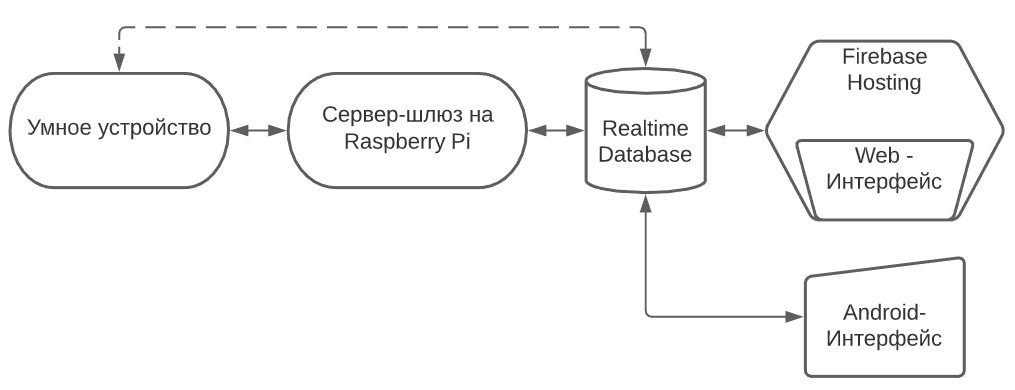 Умное устройство
Сервер-шлюз на
Raspberry Pi
Realtime
Database
Firebase
Hosting
Web -
Интерфейс
Android-
Интерфейс